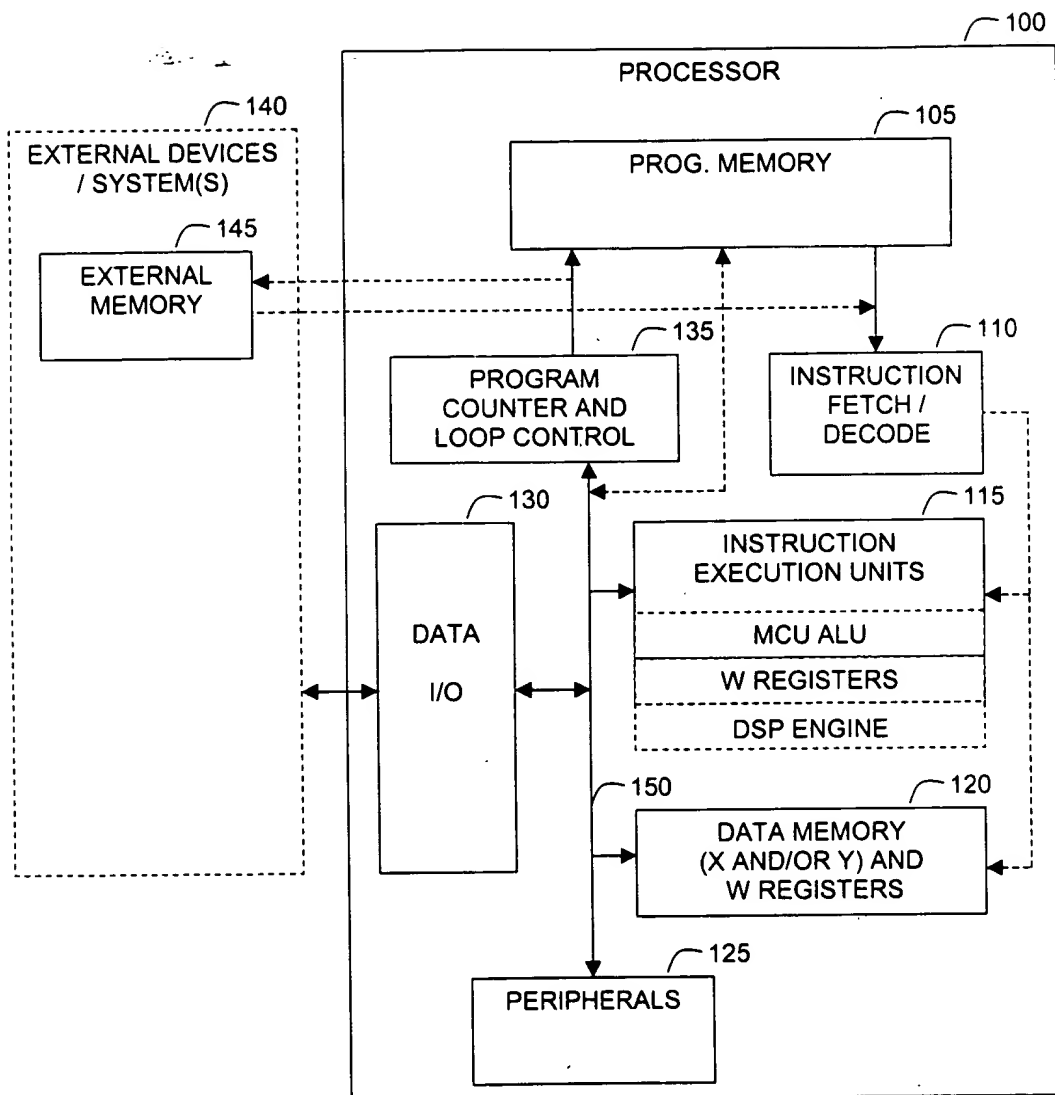 100
PROCESSOR
140
EXTERNAL DEVICES
/ SYSTEM(S)
105
PROG. MEMORY
145
EXTERNAL
MEMORY
135
PROGRAM
COUNTER AND
LOOP CONTROL
110
INSTRUCTION
FETCH /
DECODE
130
DATA
I/O
115
INSTRUCTION
EXECUTION UNITS
MCU ALU
W REGISTERS
DSP ENGINE
150
120
DATA MEMORY
(X AND/OR Y) AND
W REGISTERS
125
PERIPHERALS